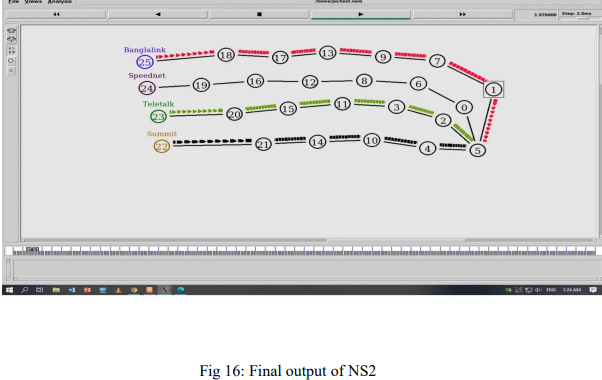 File Views Analysis
/home/po/test.nam
1.976000 Step: 2.0ms
Banglalink
25 18 17 13 9 7
Speednet
24 19 16 12 8 6 0 1
Teletalk
23 20 15 11 3 2
Summit
22 21 14 10 4 5
ENG 1:24 AM
Fig 16: Final output of NS2